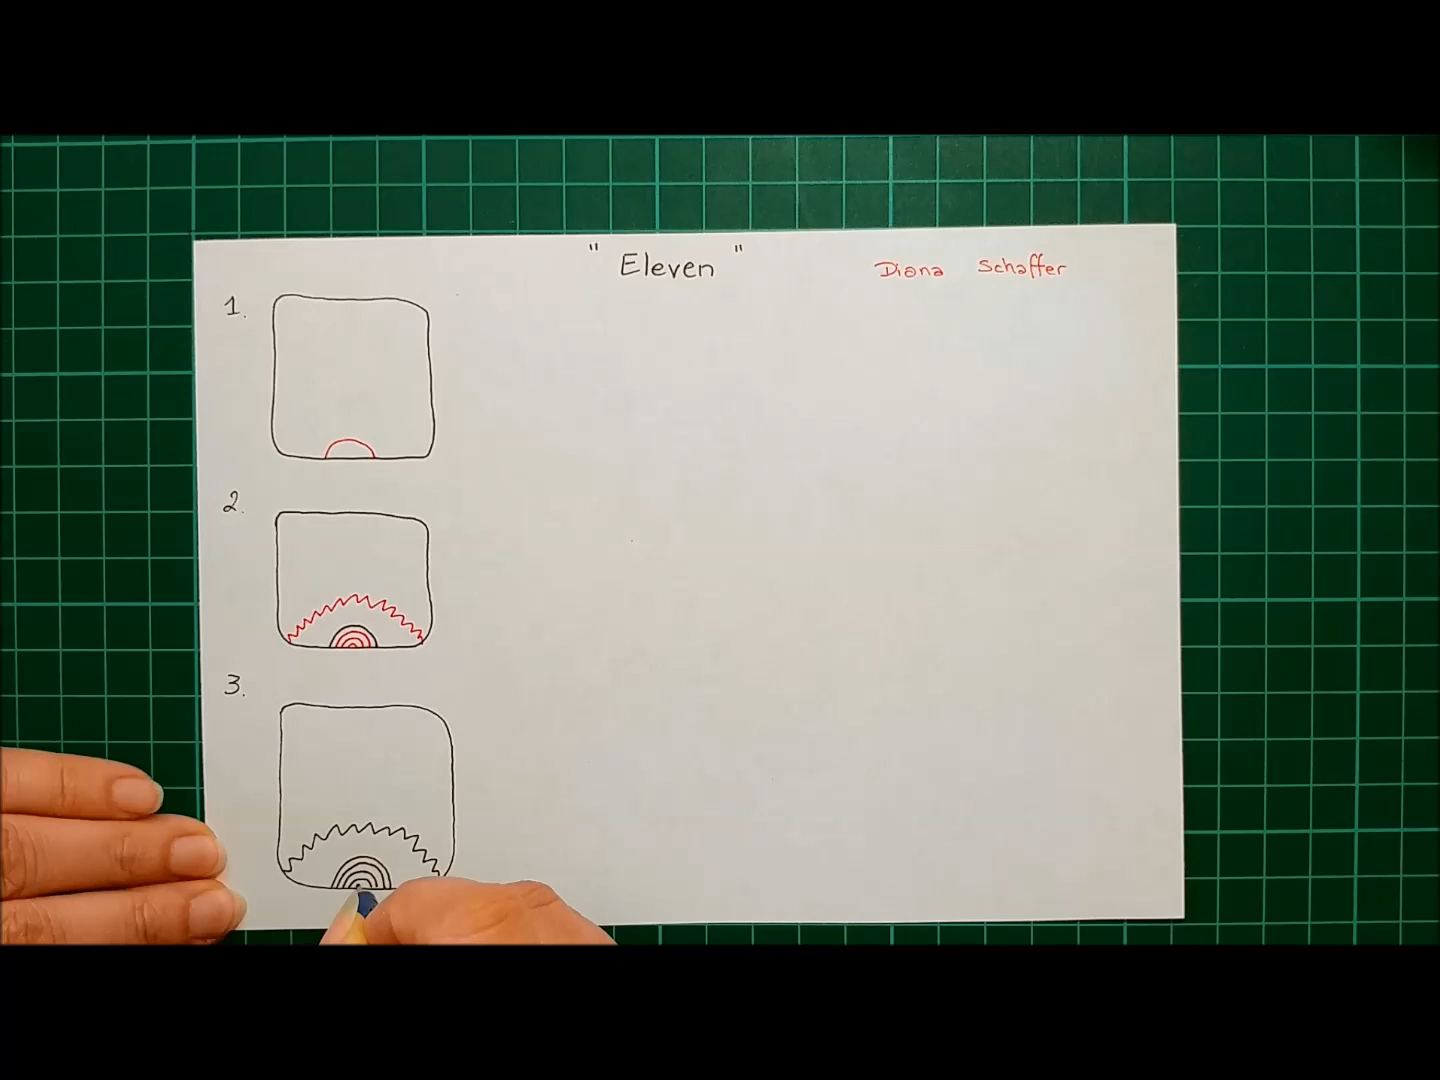 " Eleven "
Diana Schaffer
1.
2.
3.